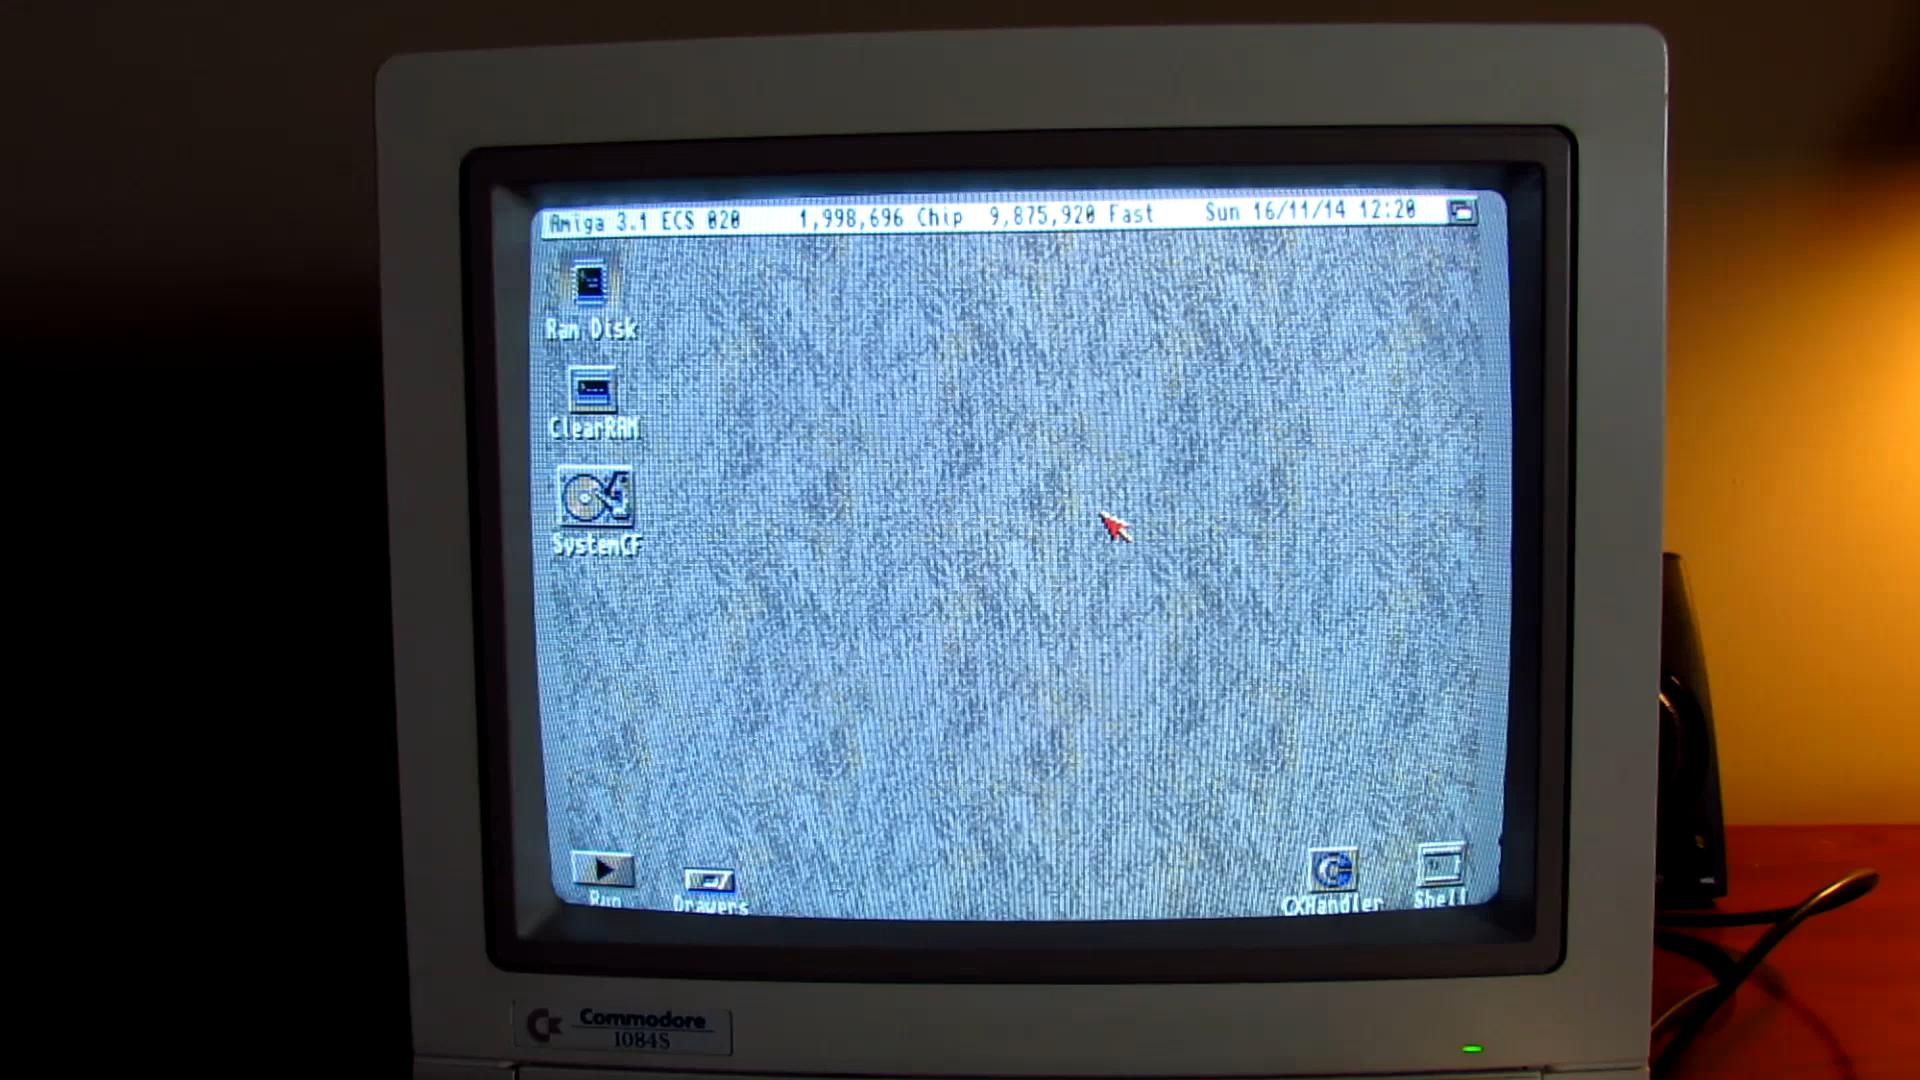 Amiga 3.1 ECS 020 1,998,696 Chip 9,875,920 Fast Sun 16/11/14 12:20
Ram Disk
ClearRAM
SystemCF
Run Drawers CXHandler Shell
Commodore
1084S